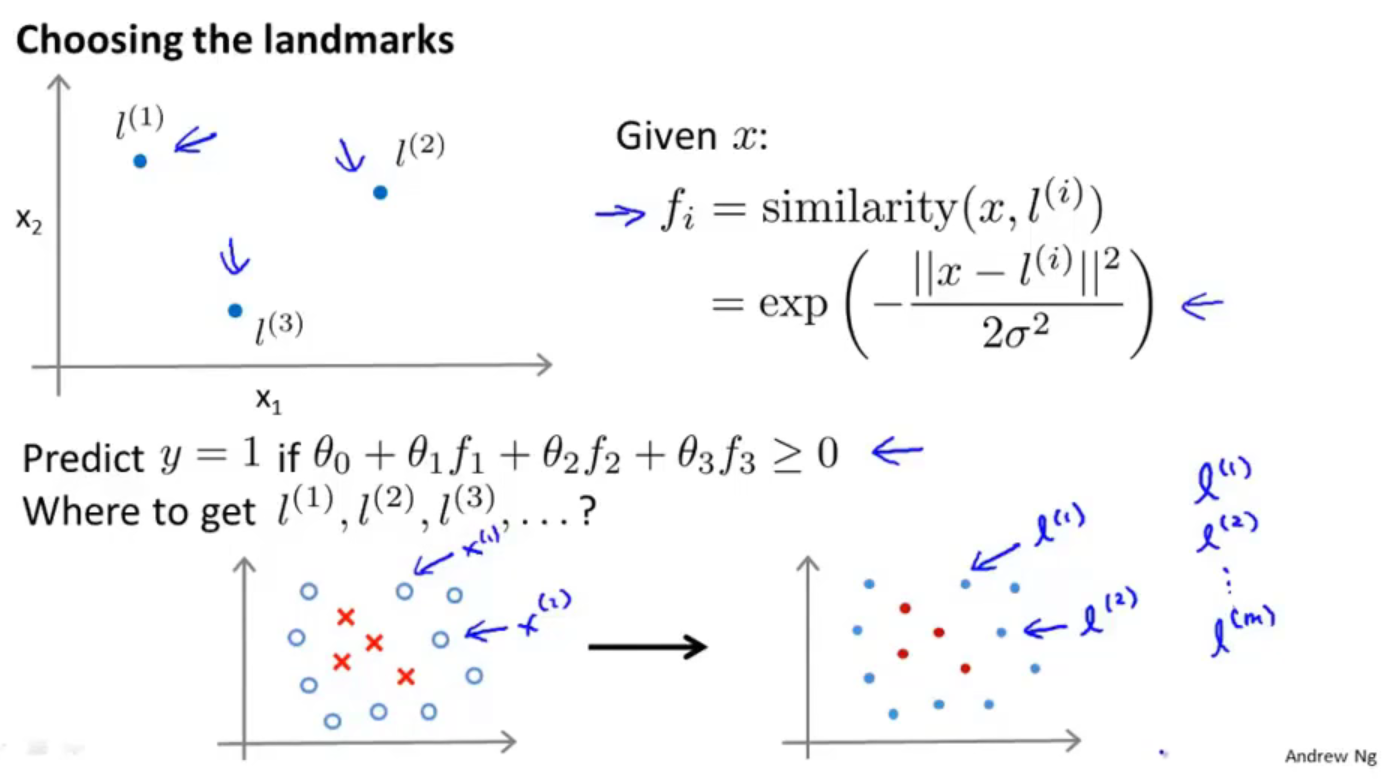 Choosing the landmarks
l^(1)
l^(2)
x₂
l^(3)
x₁
Given x:
f_i = similarity(x, l^(i))
= exp(-||x - l^(i)||² / 2σ²)
Predict y = 1 if θ₀ + θ₁f₁ + θ₂f₂ + θ₃f₃ ≥ 0
Where to get l^(1), l^(2), l^(3), ...?
x^(1)
x^(2)
l^(1)
l^(2)
l^(1)
l^(2)
⋮
l^(m)
Andrew Ng